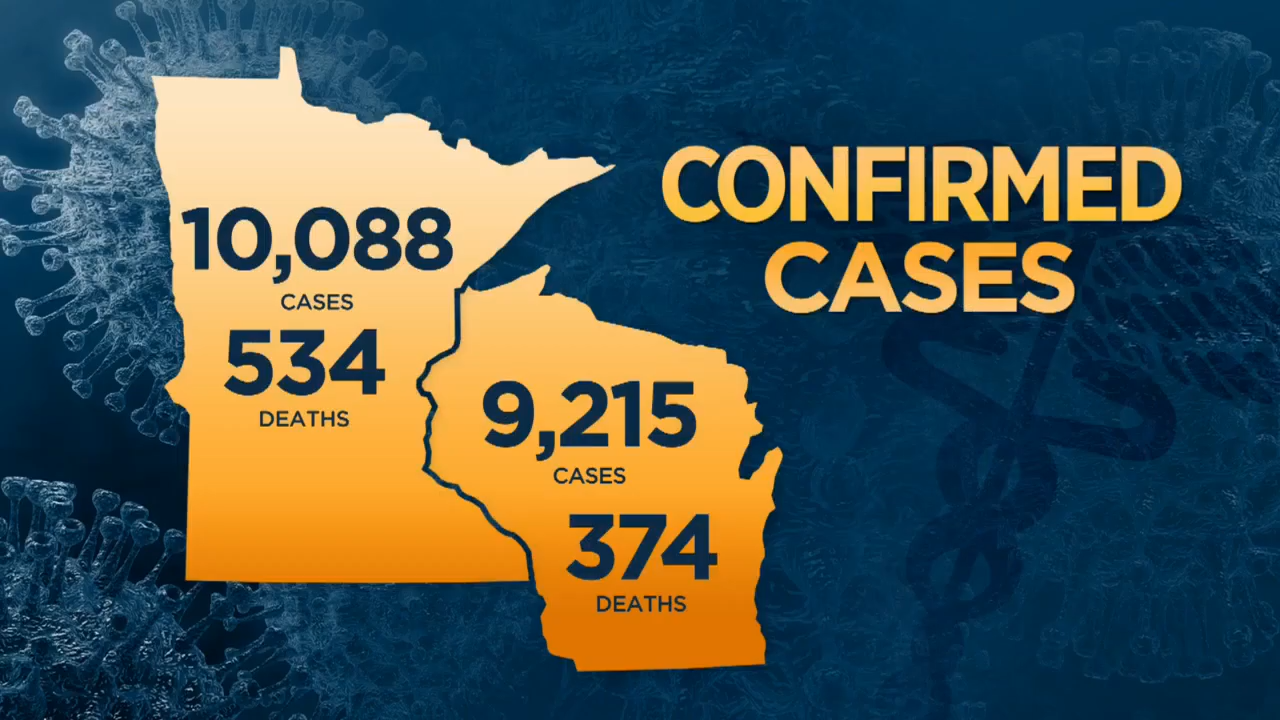 CONFIRMED
CASES
10,088
CASES
534
DEATHS
9,215
CASES
374
DEATHS